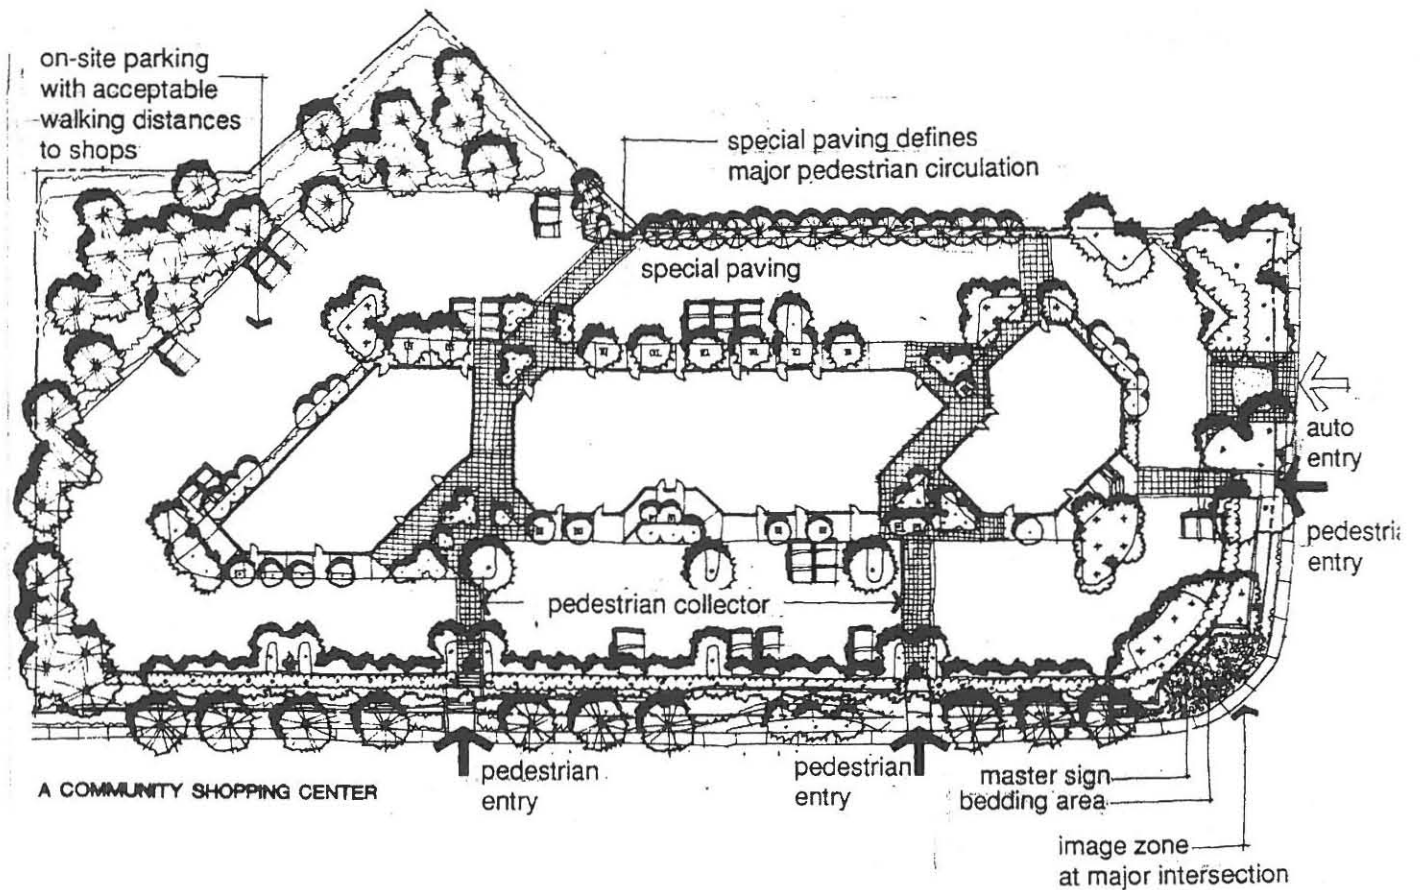 on-site parking
with acceptable
walking distances
to shops
special paving defines
major pedestrian circulation
special paving
auto
entry
pedestri
entry
pedestrian collector
pedestrian
entry
pedestrian
entry
master sign
bedding area
image zone
at major intersection
A COMMUNITY SHOPPING CENTER